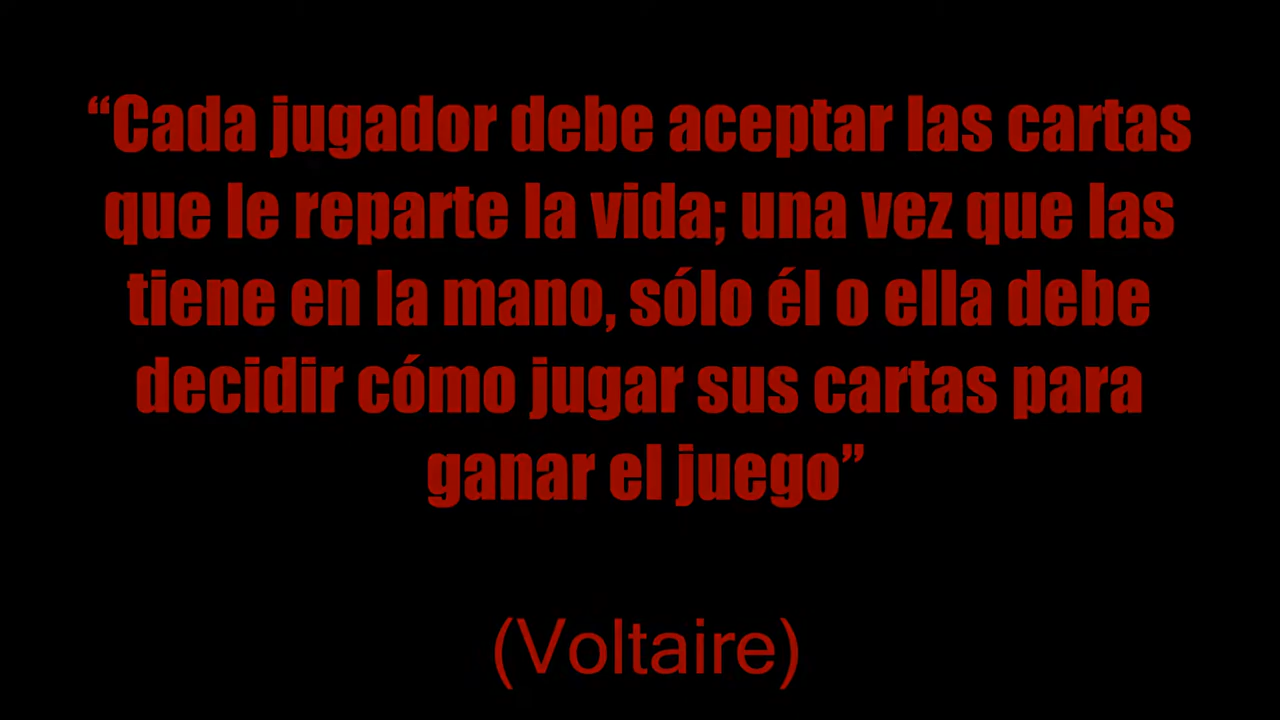 “Cada jugador debe aceptar las cartas
que le reparte la vida; una vez que las
tiene en la mano, sólo él o ella debe
decidir cómo jugar sus cartas para
ganar el juego”
(Voltaire)